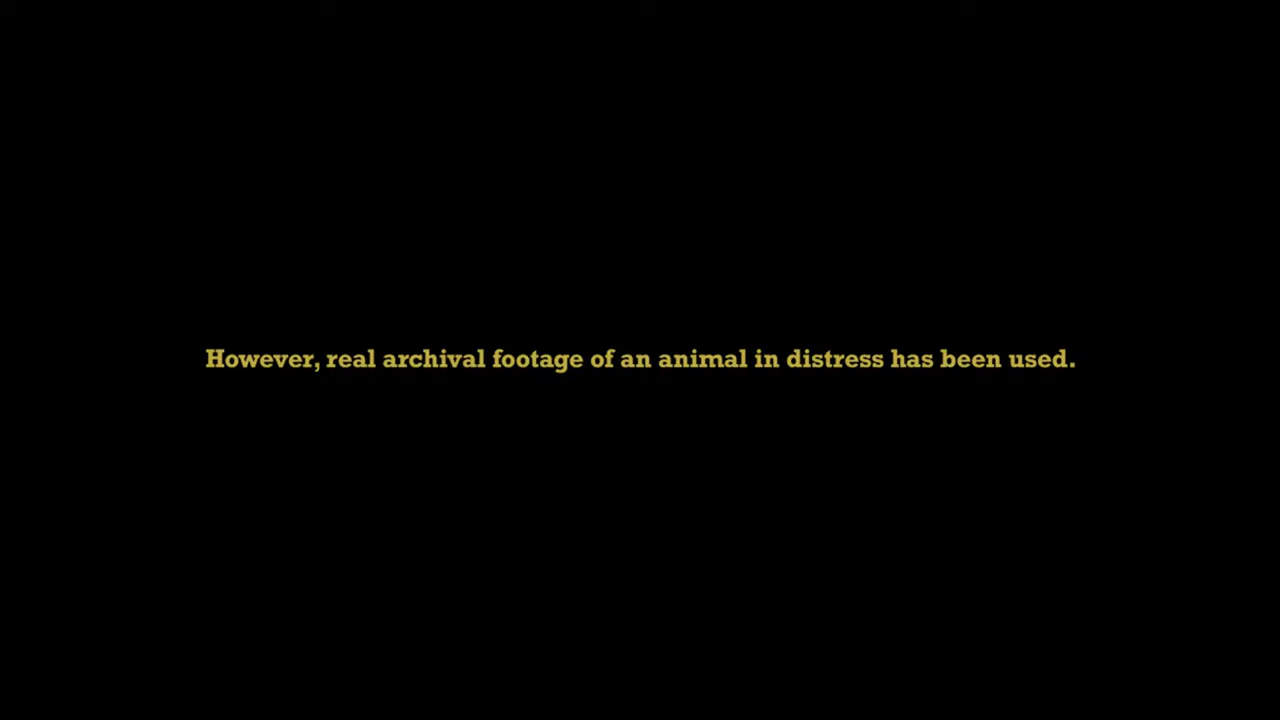 However, real archival footage of an animal in distress has been used.